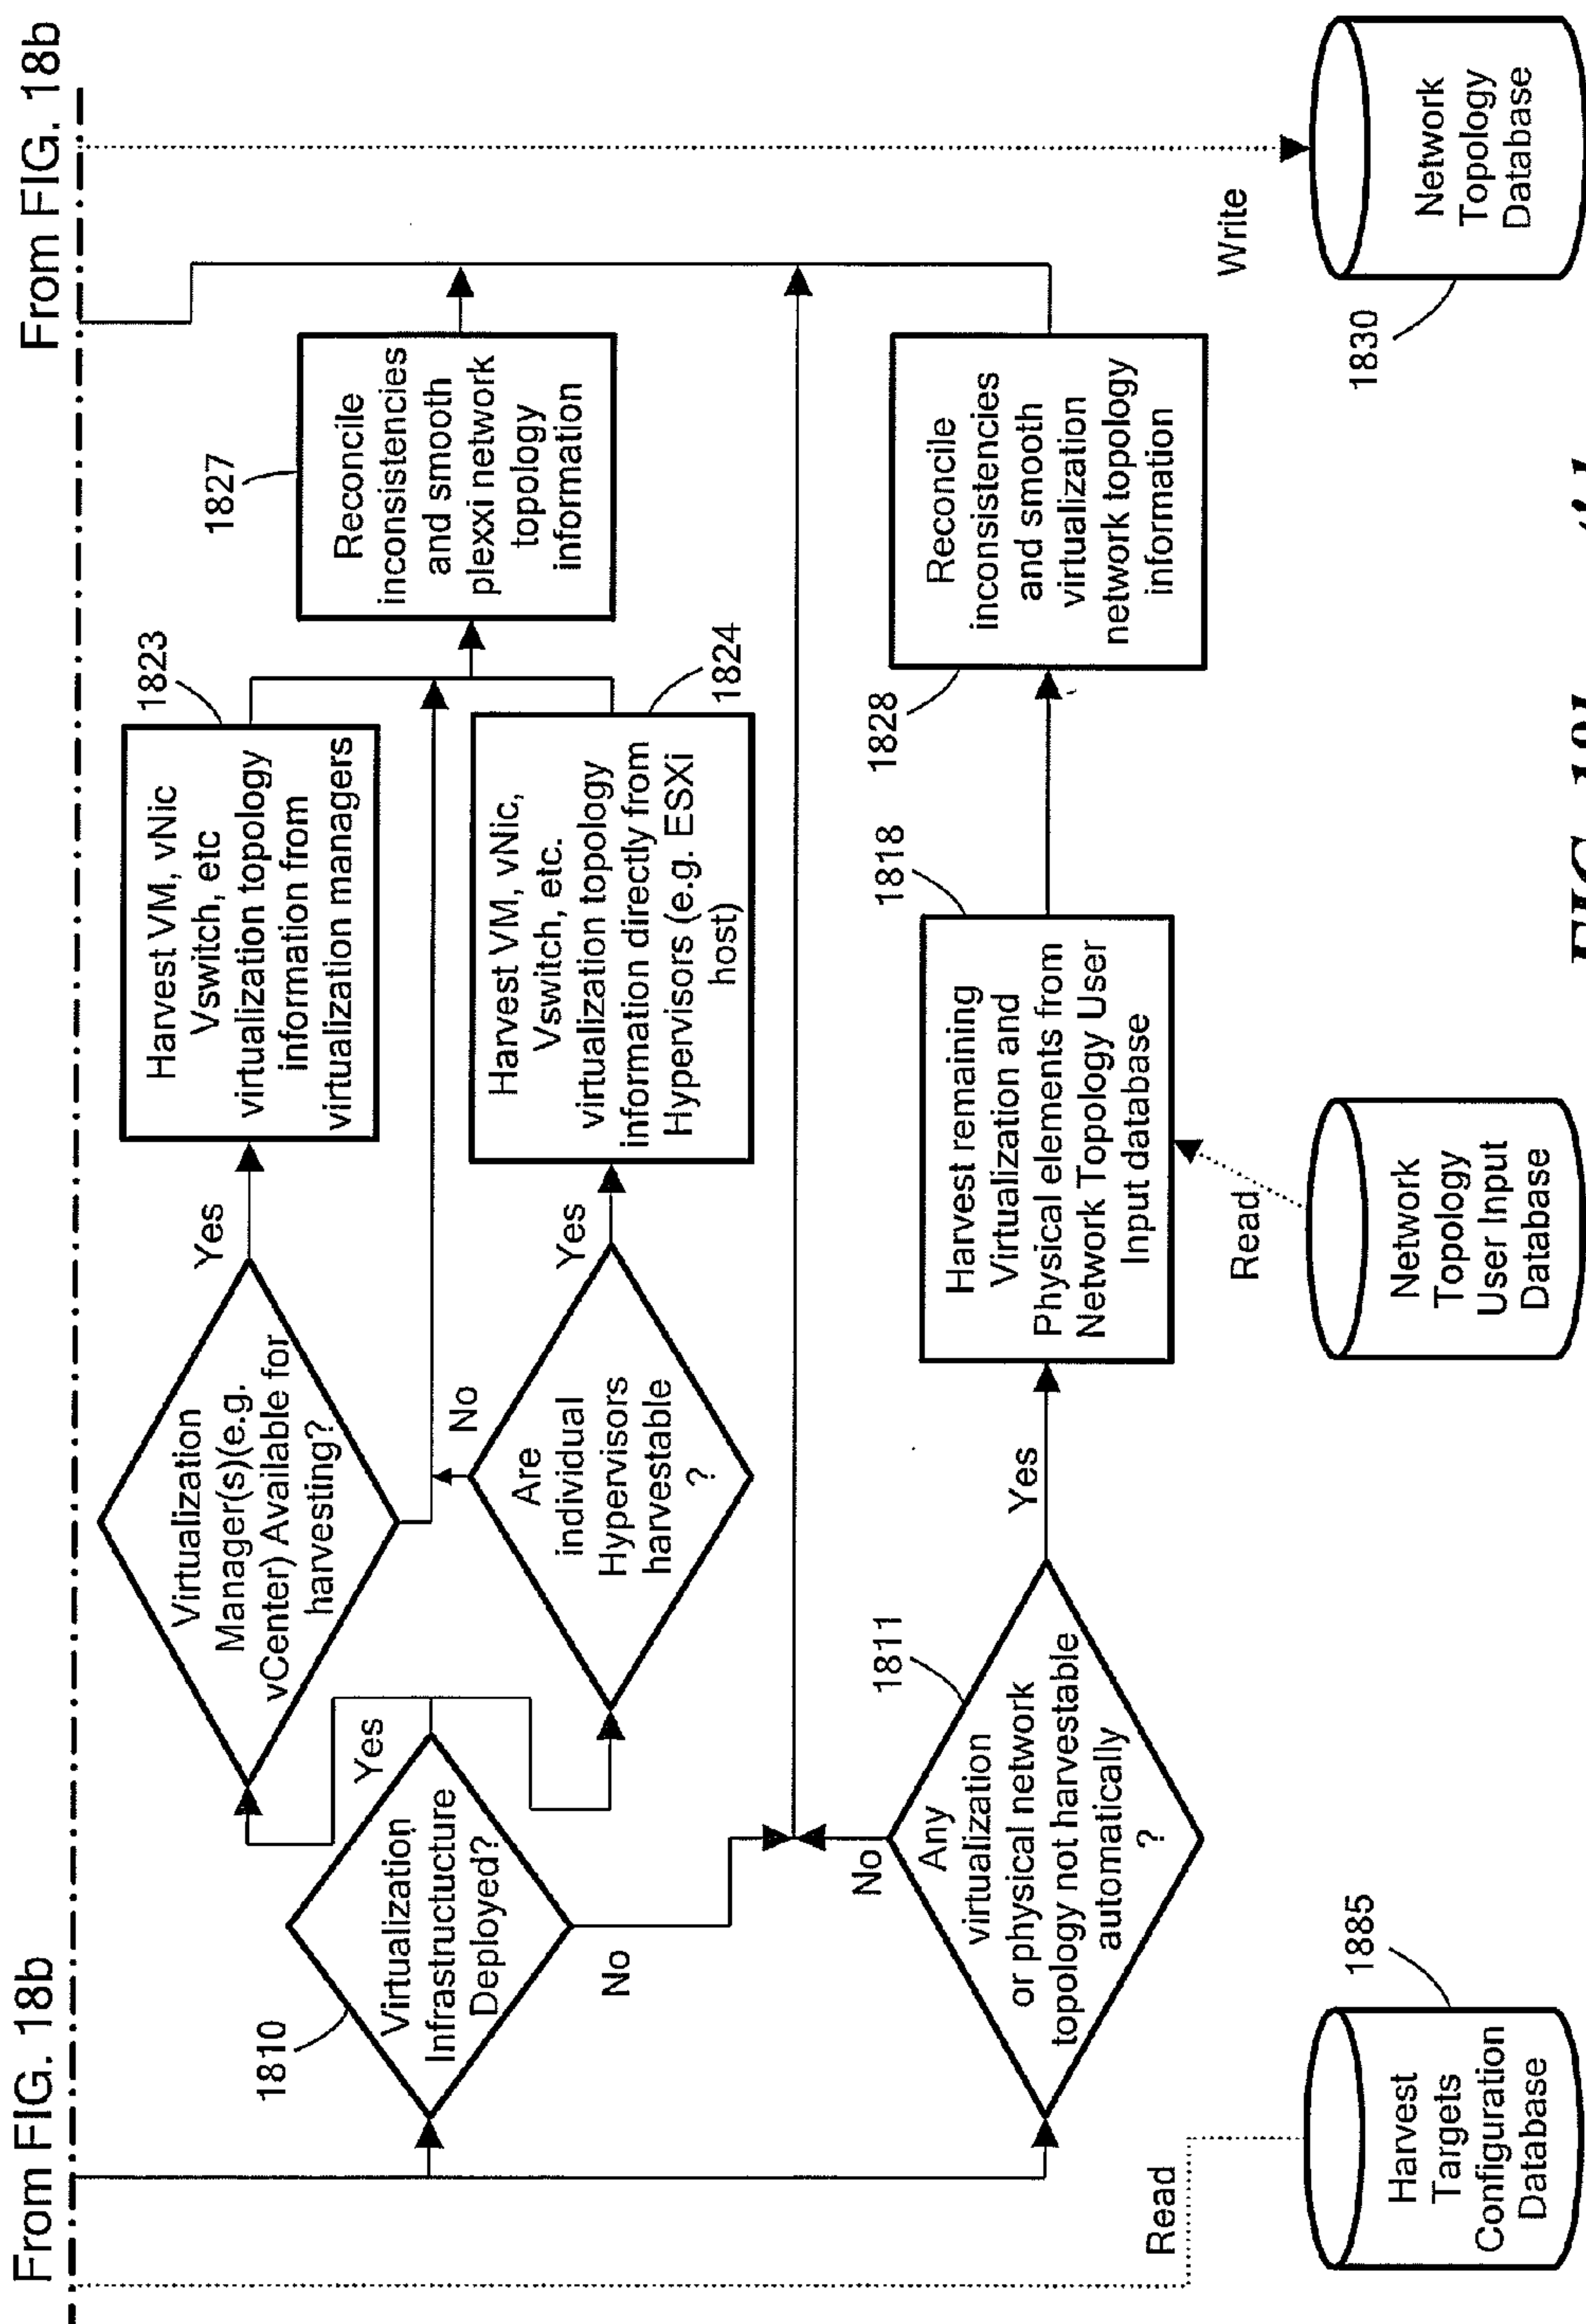 From FIG. 18b
From FIG. 18b
1810
Virtualization
Infrastructure
Deployed?
Yes
No
Virtualization
Manager(s)(e.g.
vCenter) Available for
harvesting?
Yes
1823
Harvest VM, vNic
Vswitch, etc
virtualization topology
information from
virtualization managers
No
Are
individual
Hypervisors
harvestable
?
Yes
1824
Harvest VM, vNic,
Vswitch, etc.
virtualization topology
information directly from
Hypervisors (e.g. ESXi
host)
1827
Reconcile
inconsistencies
and smooth
plexxi network
topology
information
1811
No
Any
virtualization
or physical network
topology not harvestable
automatically
?
Yes
1818
Harvest remaining
Virtualization and
Physical elements from
Network Topology User
Input database
1828
Reconcile
inconsistencies
and smooth
virtualization
network topology
information
Read
1885
Harvest
Targets
Configuration
Database
Read
Network
Topology
User Input
Database
Write
1830
Network
Topology
Database